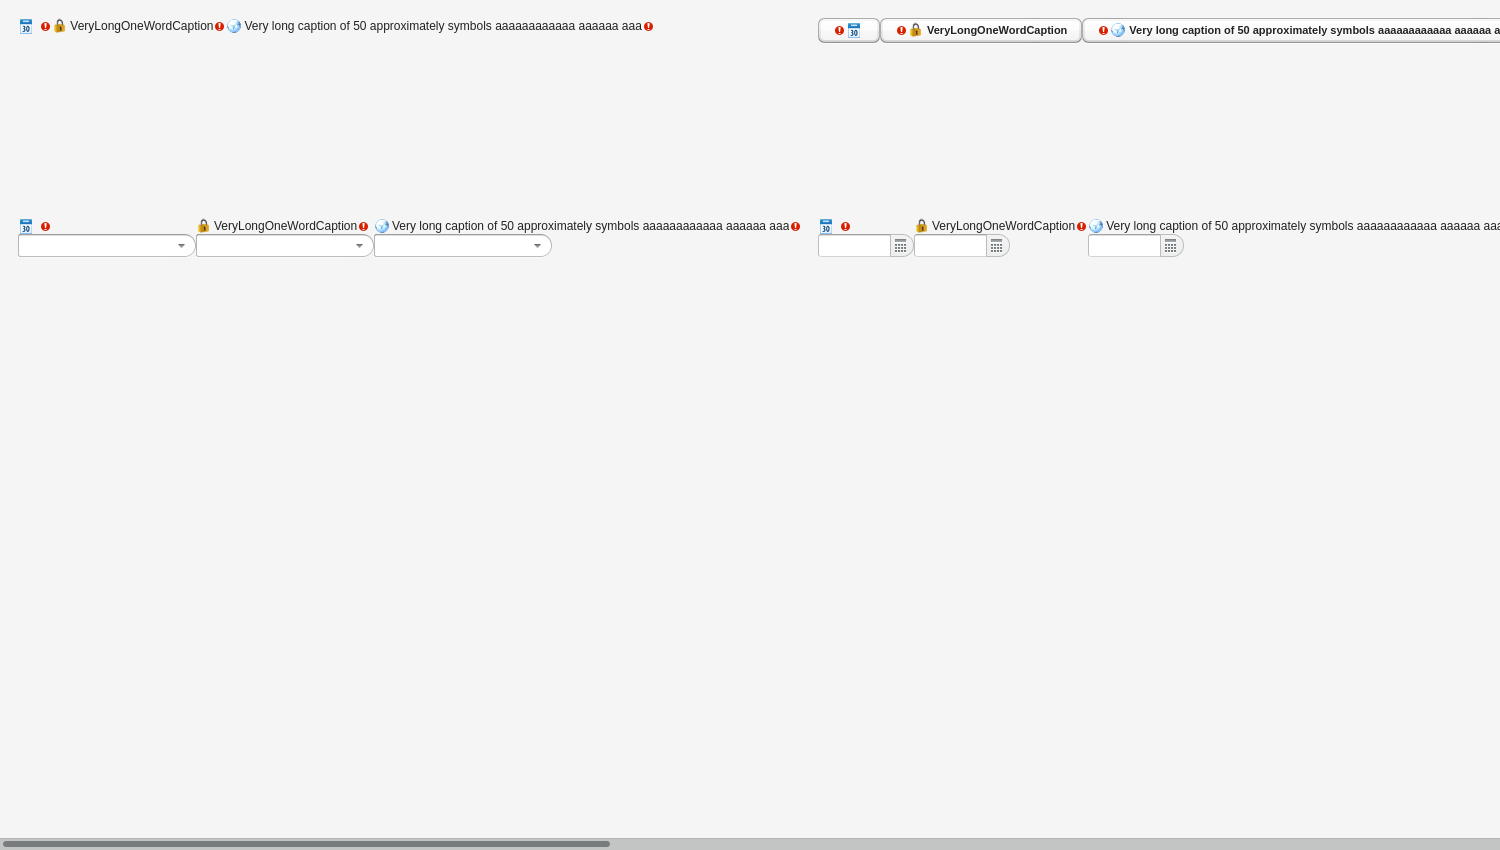 VeryLongOneWordCaption Very long caption of 50 approximately symbols aaaaaaaaaaaa aaaaaa aaa
30 VeryLongOneWordCaption Very long caption of 50 approximately symbols aaaaaaaaaaaa aaaaaa a
30 VeryLongOneWordCaption Very long caption of 50 approximately symbols aaaaaaaaaaaa aaaaaa aaa
30 VeryLongOneWordCaption Very long caption of 50 approximately symbols aaaaaaaaaaaa aaaaaa aaa